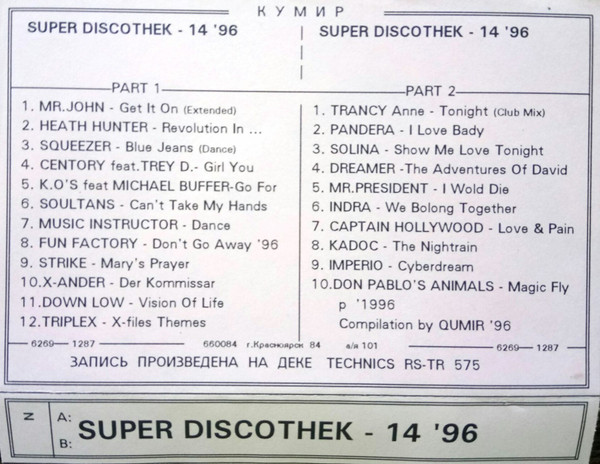 КУМИР
SUPER DISCOTHEK - 14 '96
PART 1
1. MR.JOHN - Get It On (Extended)
2. HEATH HUNTER - Revolution In ...
3. SQUEEZER - Blue Jeans (Dance)
4. CENTORY feat.TREY D.- Girl You
5. K.O'S feat MICHAEL BUFFER-Go For
6. SOULTANS - Can't Take My Hands
7. MUSIC INSTRUCTOR - Dance
8. FUN FACTORY - Don't Go Away '96
9. STRIKE - Mary's Prayer
10.X-ANDER - Der Kommissar
11.DOWN LOW - Vision Of Life
12.TRIPLEX - X-files Themes
SUPER DISCOTHEK - 14 '96
PART 2
1. TRANCY Anne - Tonight (Club Mix)
2. PANDERA - I Love Bady
3. SOLINA - Show Me Love Tonight
4. DREAMER -The Adventures Of David
5. MR.PRESIDENT - I Wold Die
6. INDRA - We Bolong Together
7. CAPTAIN HOLLYWOOD - Love & Pain
8. KADOC - The Nightrain
9. IMPERIO - Cyberdream
10.DON PABLO'S ANIMALS - Magic Fly
p '1996
Compilation by QUMIR '96
6269 1287 660084 г.Красноярск 84 а/я 101 6269 1287
ЗАПИСЬ ПРОИЗВЕДЕНА НА ДЕКЕ TECHNICS RS-TR 575
N
A:
B:
SUPER DISCOTHEK - 14 '96